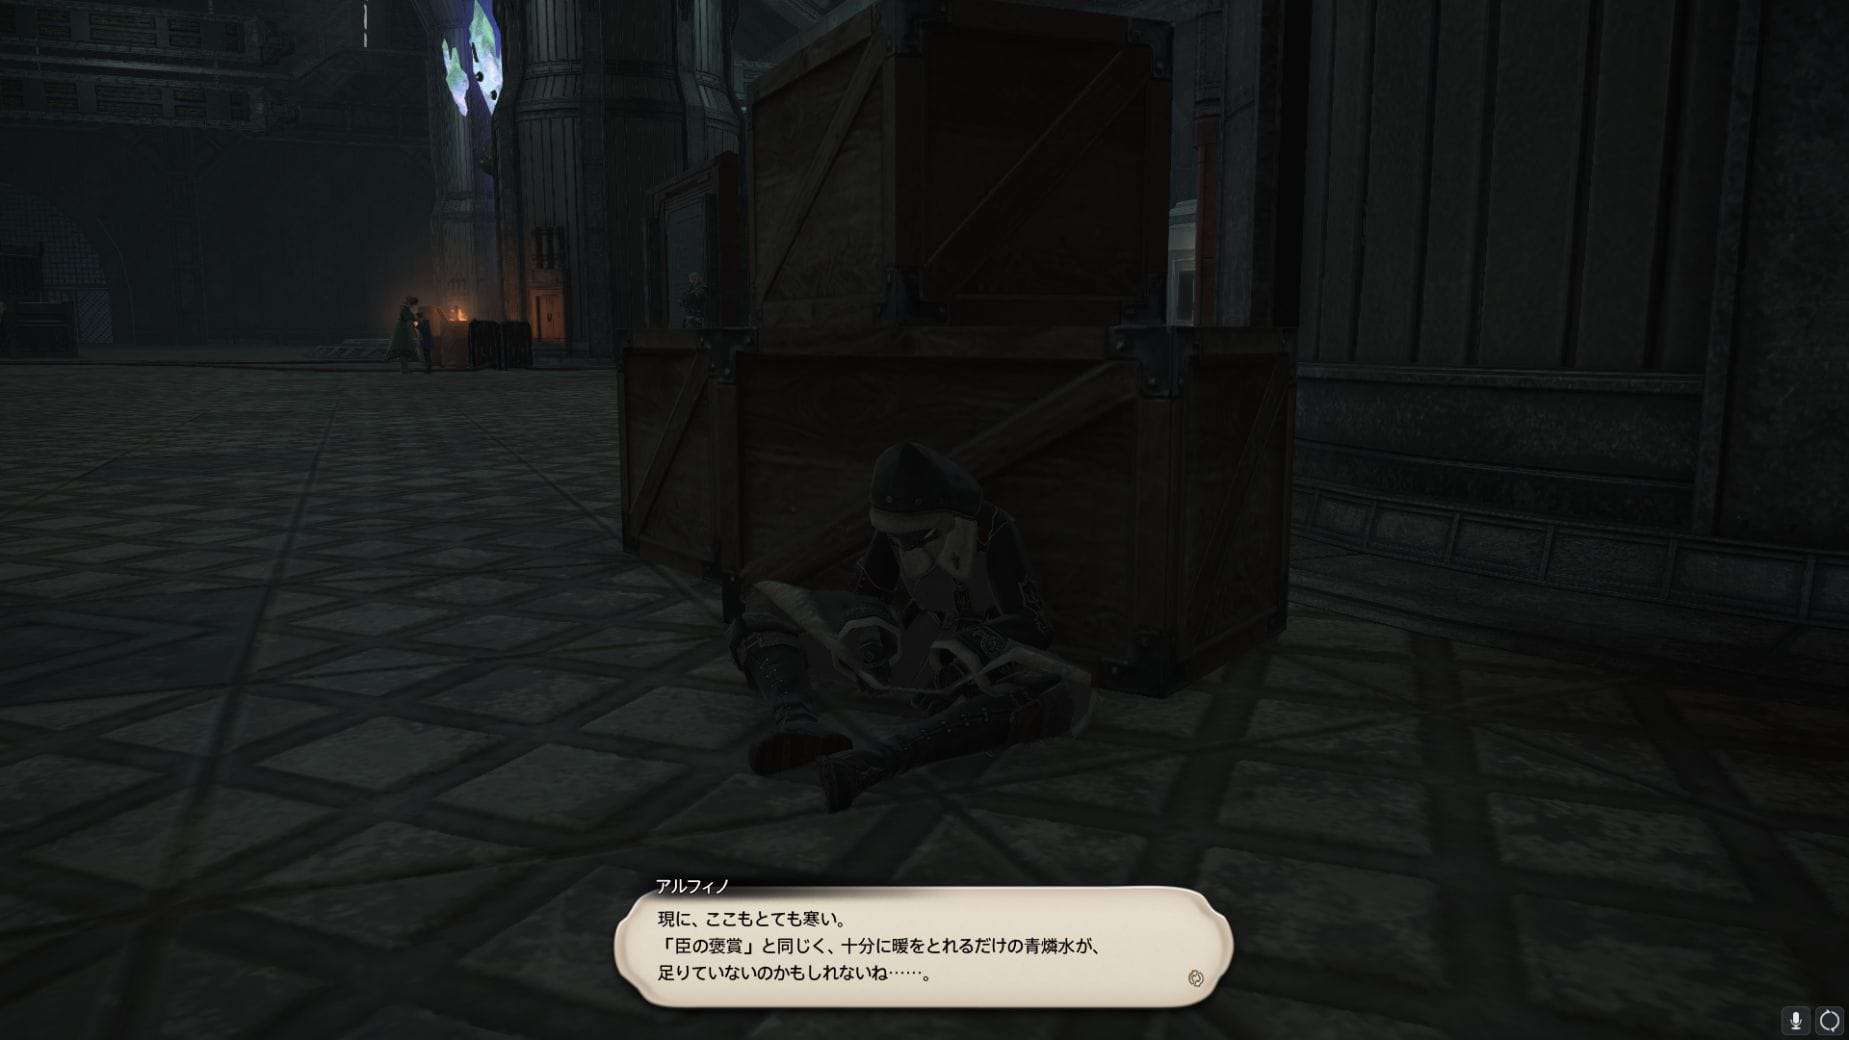 アルフィノ
現に、ここもとても寒い。
「臣の褒賞」と同じく、十分に暖をとれるだけの青燐水が、
足りていないのかもしれないね……。